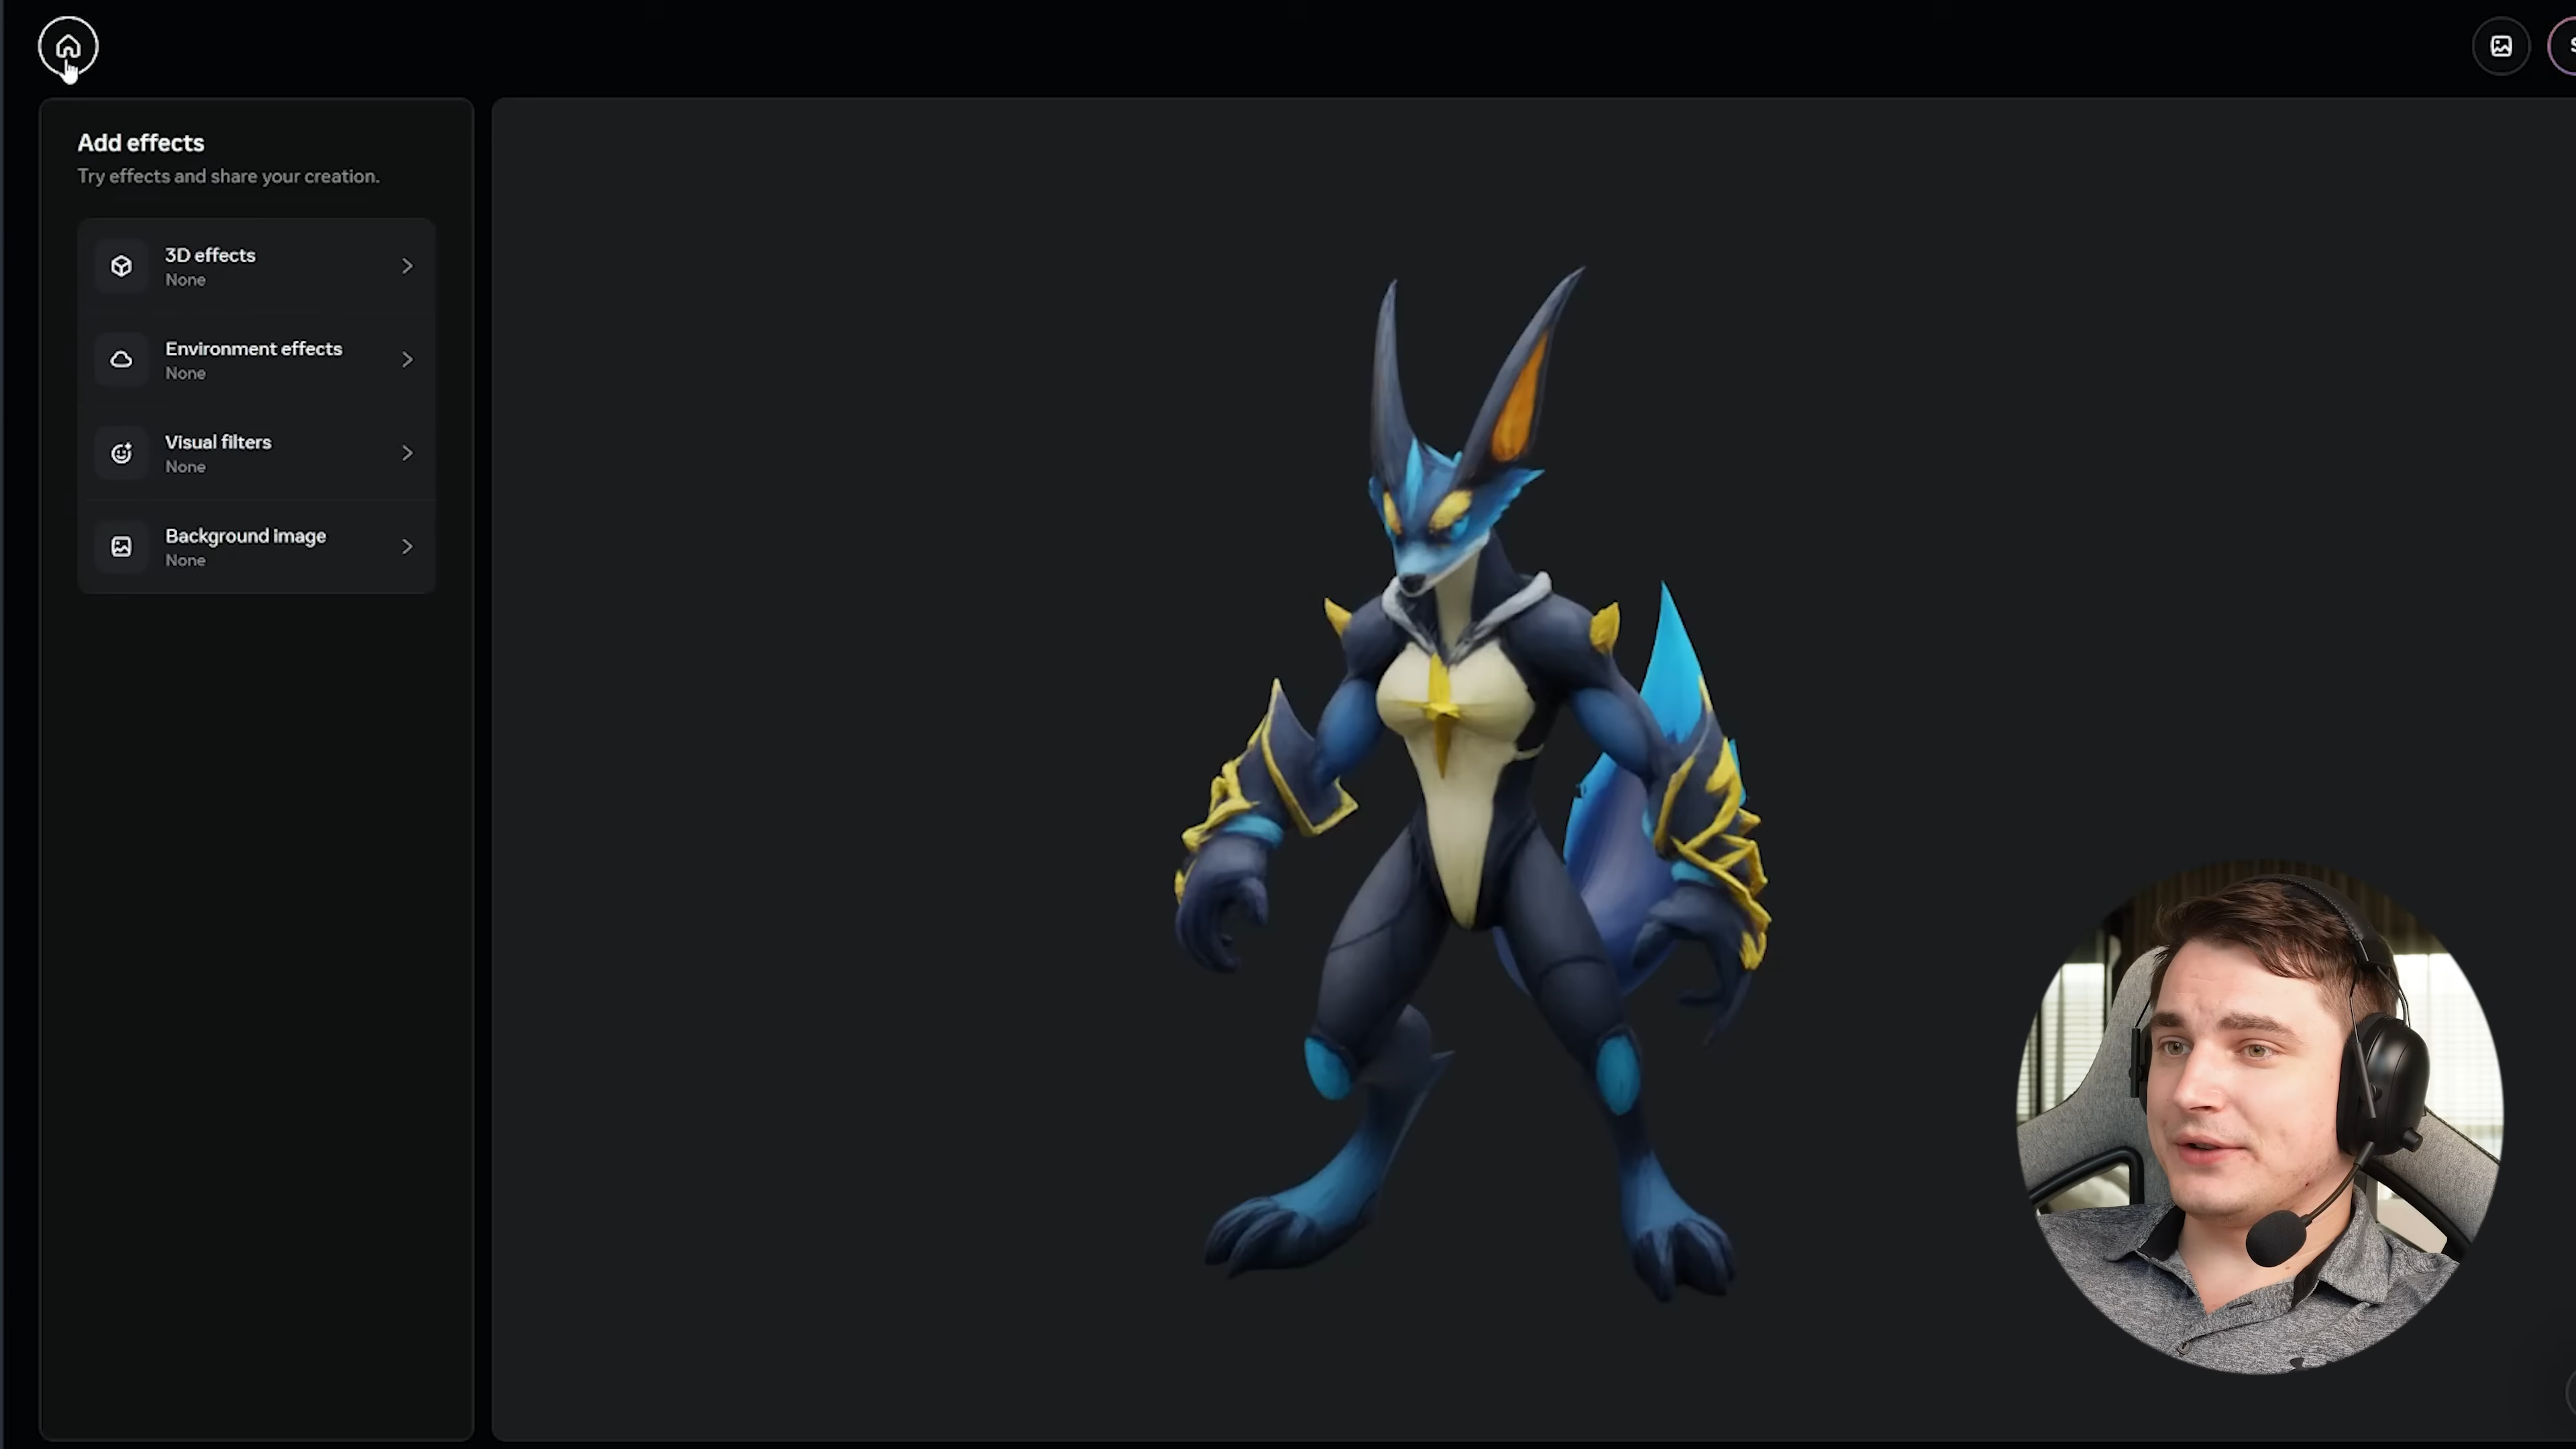 Add effects
Try effects and share your creation.
3D effects
None
Environment effects
None
Visual filters
None
Background image
None